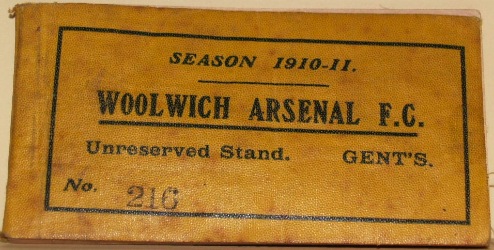 SEASON 1910-11.
WOOLWICH ARSENAL F.C.
Unreserved Stand. GENT'S.
No. 216